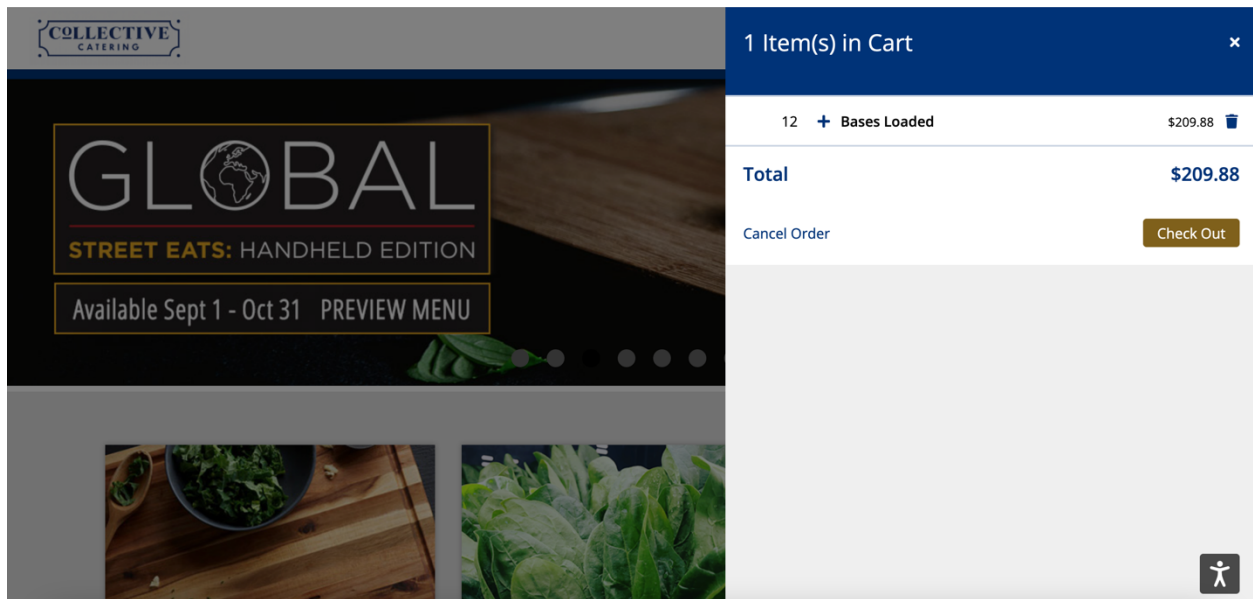 COLLECTIVE
CATERING
GLOBAL
STREET EATS: HANDHELD EDITION
Available Sept 1 - Oct 31 PREVIEW MENU
1 Item(s) in Cart
×
12 + Bases Loaded $209.88
Total $209.88
Cancel Order Check Out